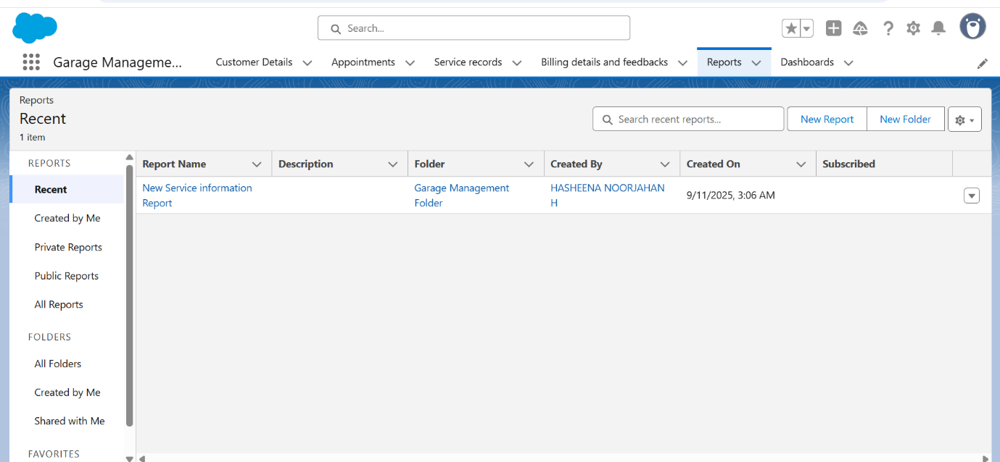 Search...
Garage Manageme...
Customer Details
Appointments
Service records
Billing details and feedbacks
Reports
Dashboards
Reports
Recent
1 item
Search recent reports...
New Report
New Folder
REPORTS
Recent
Created by Me
Private Reports
Public Reports
All Reports
FOLDERS
All Folders
Created by Me
Shared with Me
FAVORITES
Report Name
Description
Folder
Created By
Created On
Subscribed
New Service information
Report
Garage Management
Folder
HASHEENA NOORJAHAN
H
9/11/2025, 3:06 AM